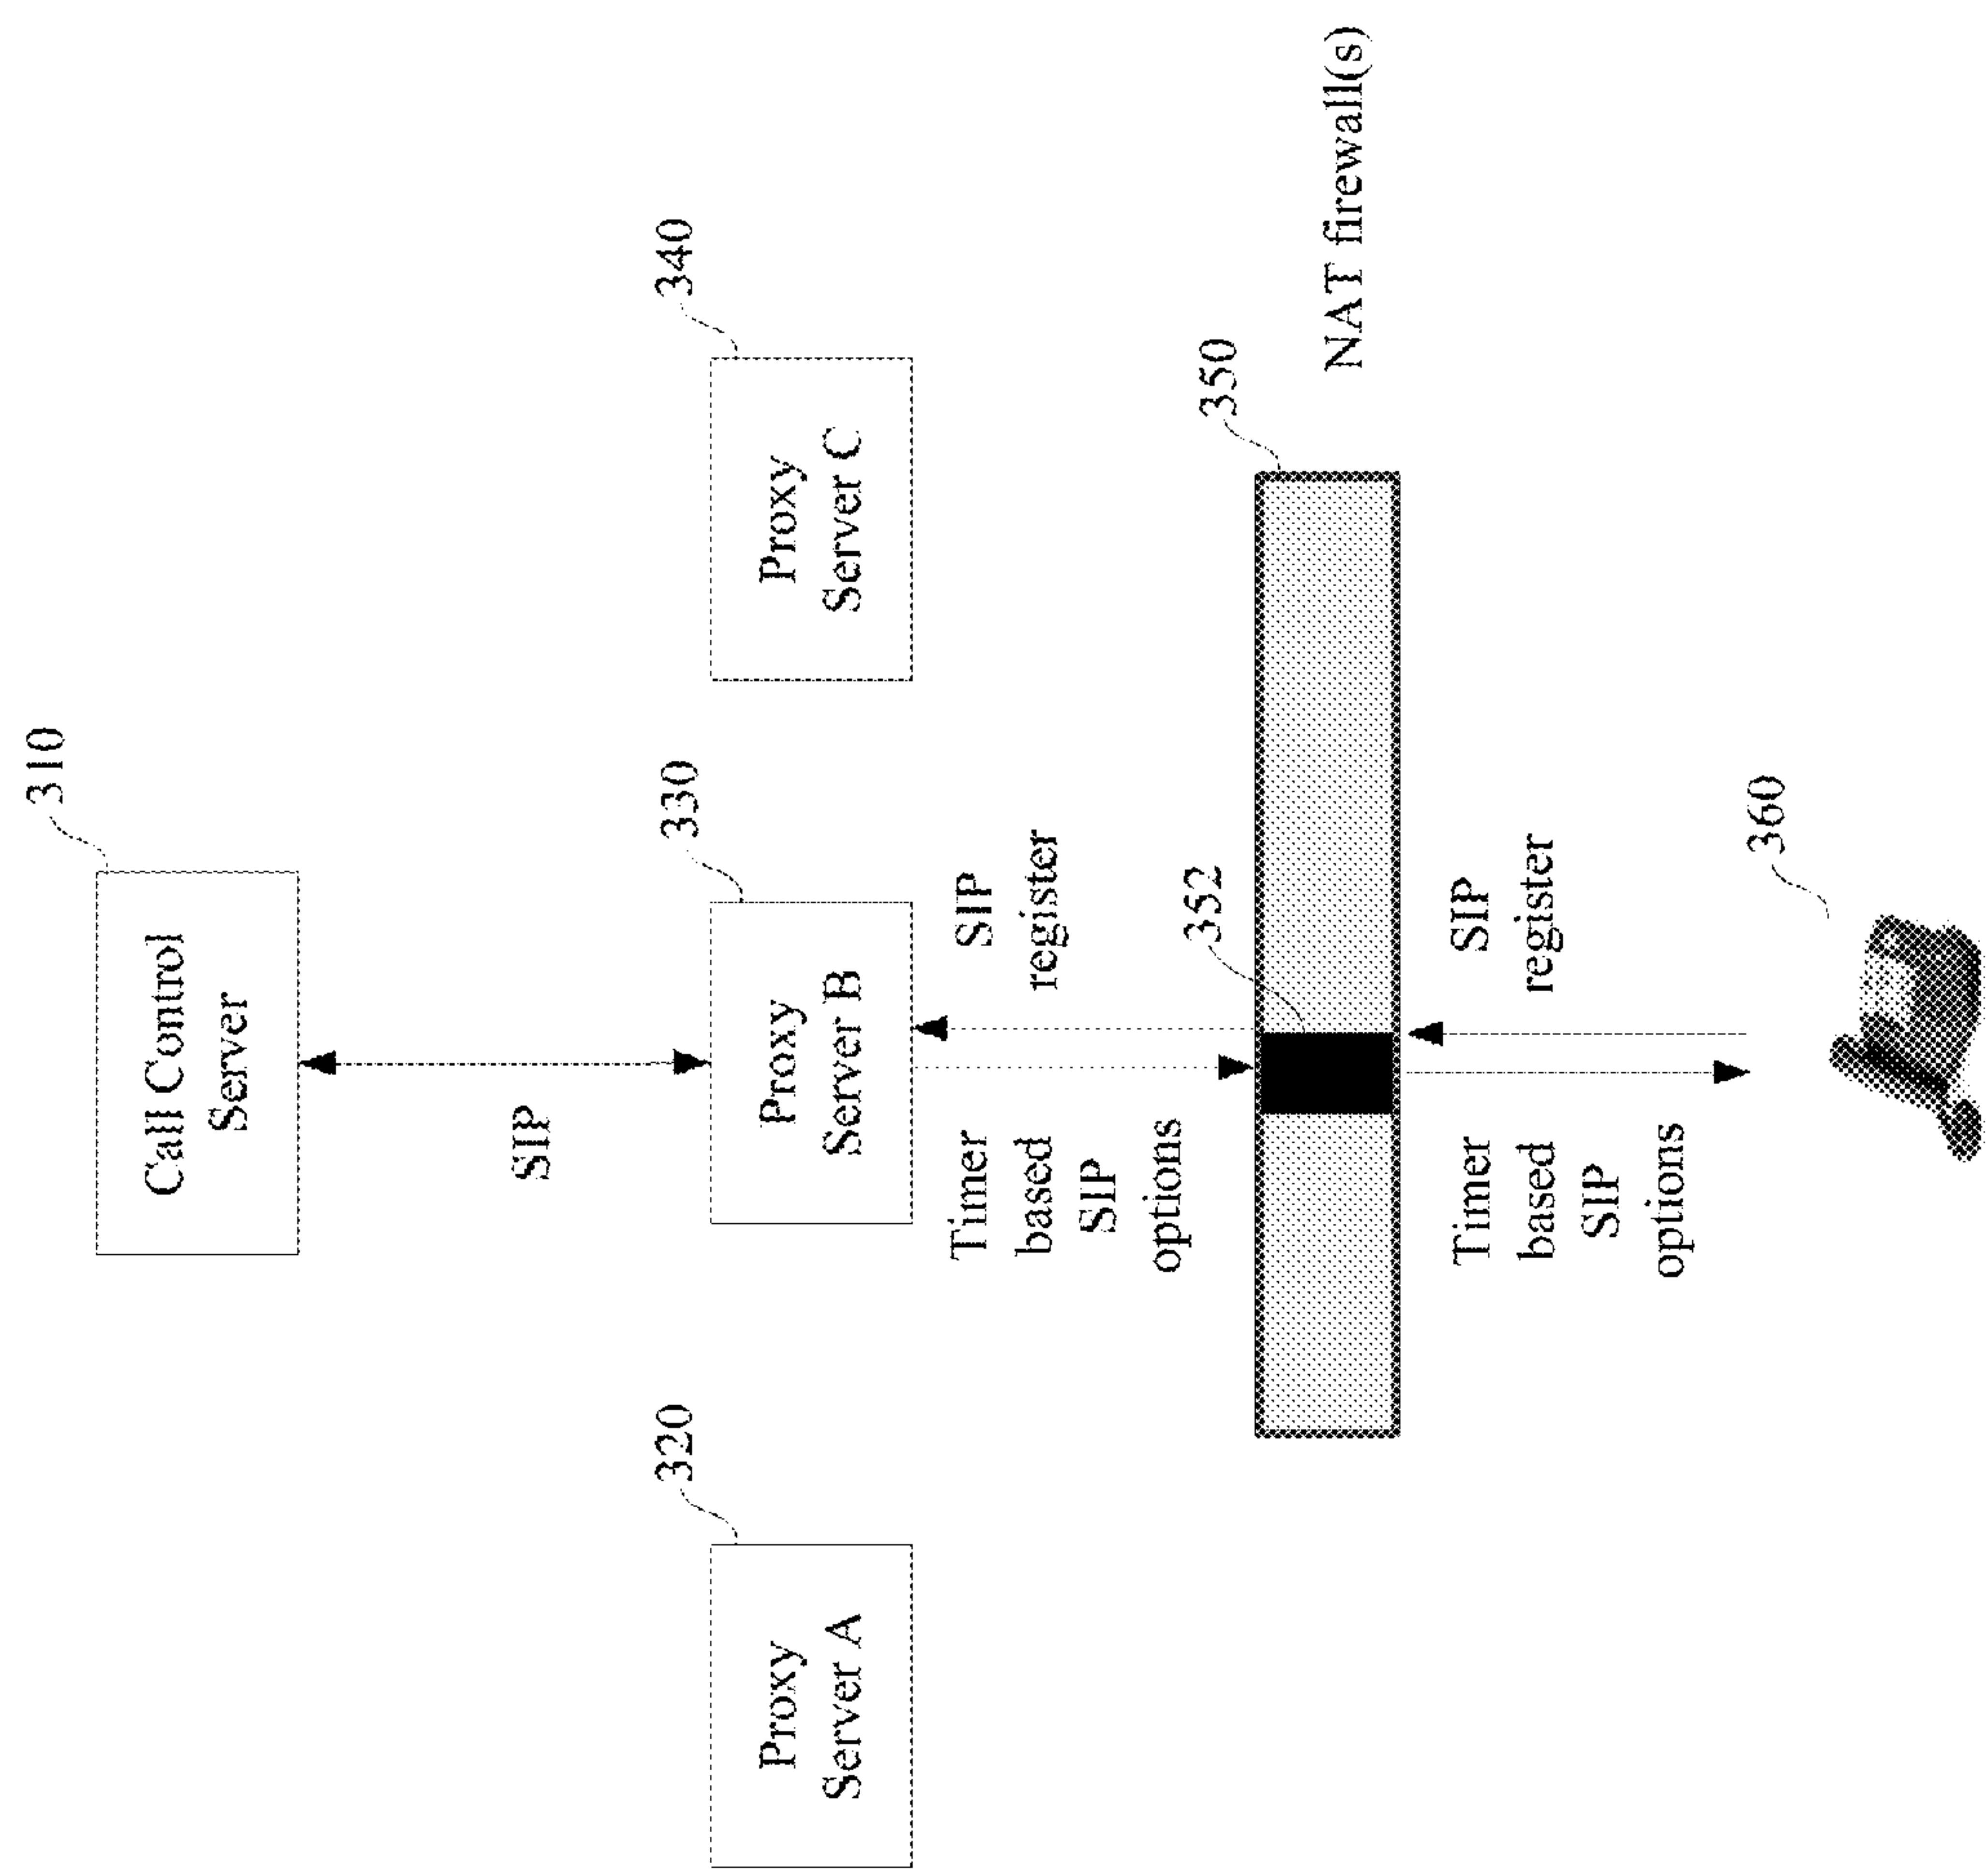 310
Call Control
Server
SIP
320
330
340
Proxy
Server A
Proxy
Server B
Proxy
Server C
Timer
based
SIP
options
SIP
register
352
350
NAT firewall(s)
Timer
based
SIP
options
SIP
register
360